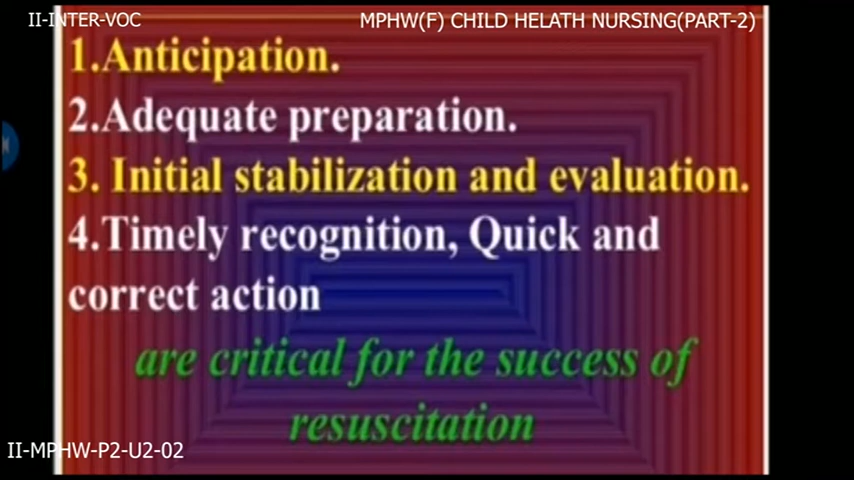 II-INTER-VOC
MPHW(F) CHILD HELATH NURSING(PART-2)
1.Anticipation.
2.Adequate preparation.
3. Initial stabilization and evaluation.
4.Timely recognition, Quick and
correct action
are critical for the success of
resuscitation
II-MPHW-P2-U2-02